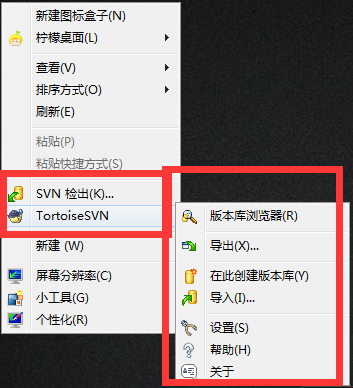 新建图标盒子(N)
柠檬桌面(L)
查看(V)
排序方式(O)
刷新(E)
粘贴(P)
粘贴快捷方式(S)
SVN 检出(K)...
TortoiseSVN
新建 (W)
屏幕分辨率(C)
小工具(G)
个性化(R)
版本库浏览器(R)
导出(X)...
在此创建版本库(Y)
导入(I)...
设置(S)
帮助(H)
关于